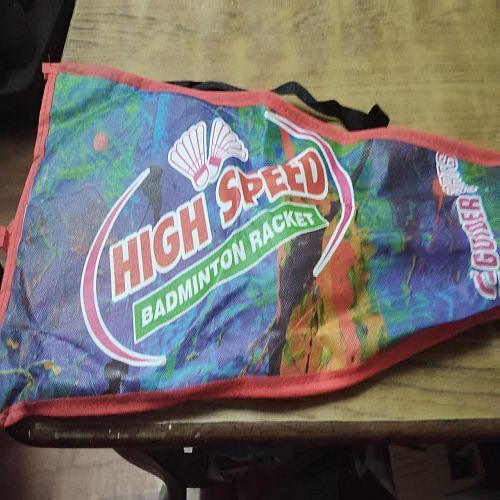 HIGH SPEED
BADMINTON RACKET